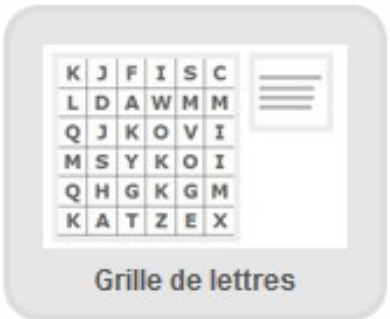 K J F I S C
L D A W M M
Q J K O V I
M S Y K O I
Q H G K G M
K A T Z E X
Grille de lettres